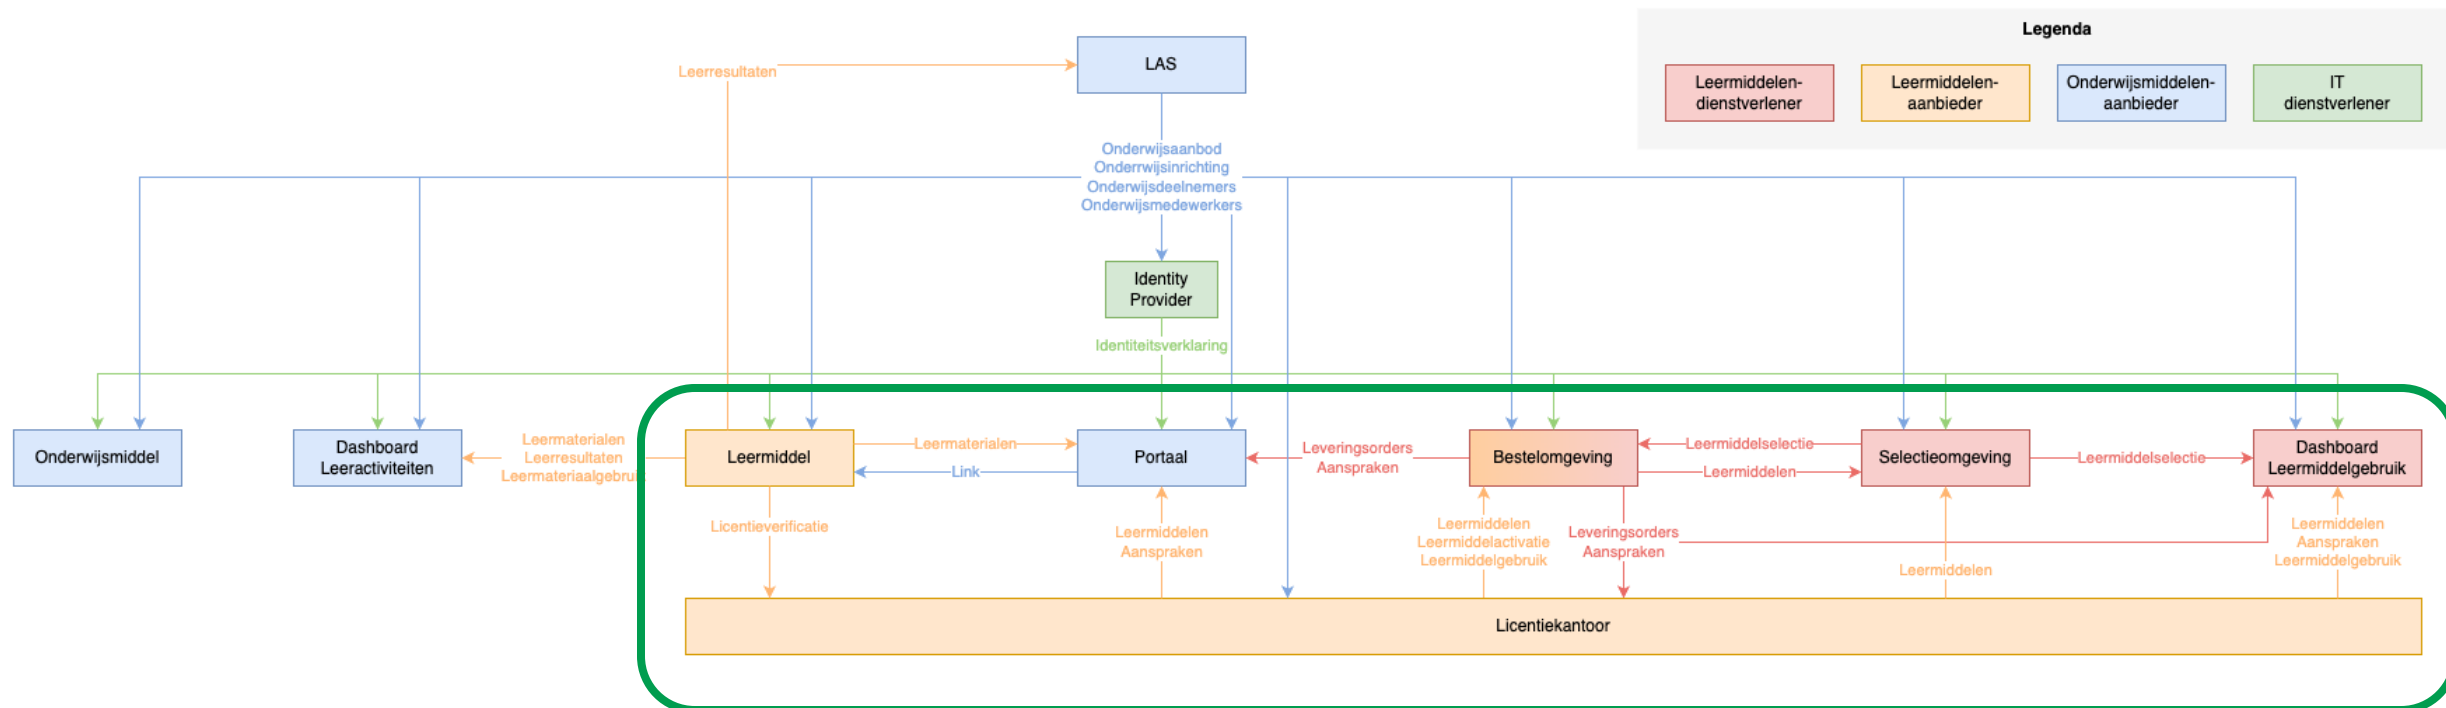 Legenda
LAS
Leerresultaten
Leermiddelen-
dienstverlener
Leermiddelen-
aanbieder
Onderwijsmiddelen-
aanbieder
IT
dienstverlener
Onderwijsaanbod
Onderrwijsinrichting
Onderwijsdeelnemers
Onderwijsmedewerkers
Identity
Provider
Identiteitsverklaring
Onderwijsmiddel
Dashboard
Leeractiviteiten
Leermaterialen
Leerresultaten
Leermateriaalgebruik
Leermiddel
Leermaterialen
Link
Portaal
Leveringsorders
Aanspraken
Bestelomgeving
Leermiddelselectie
Leermiddelen
Selectieomgeving
Leermiddelselectie
Dashboard
Leermiddelgebruik
Licentieverificatie
Leermiddelen
Aanspraken
Leermiddelen
Leermiddelactivatie
Leermiddelgebruik
Leveringsorders
Aanspraken
Leermiddelen
Leermiddelen
Aanspraken
Leermiddelgebruik
Licentiekantoor